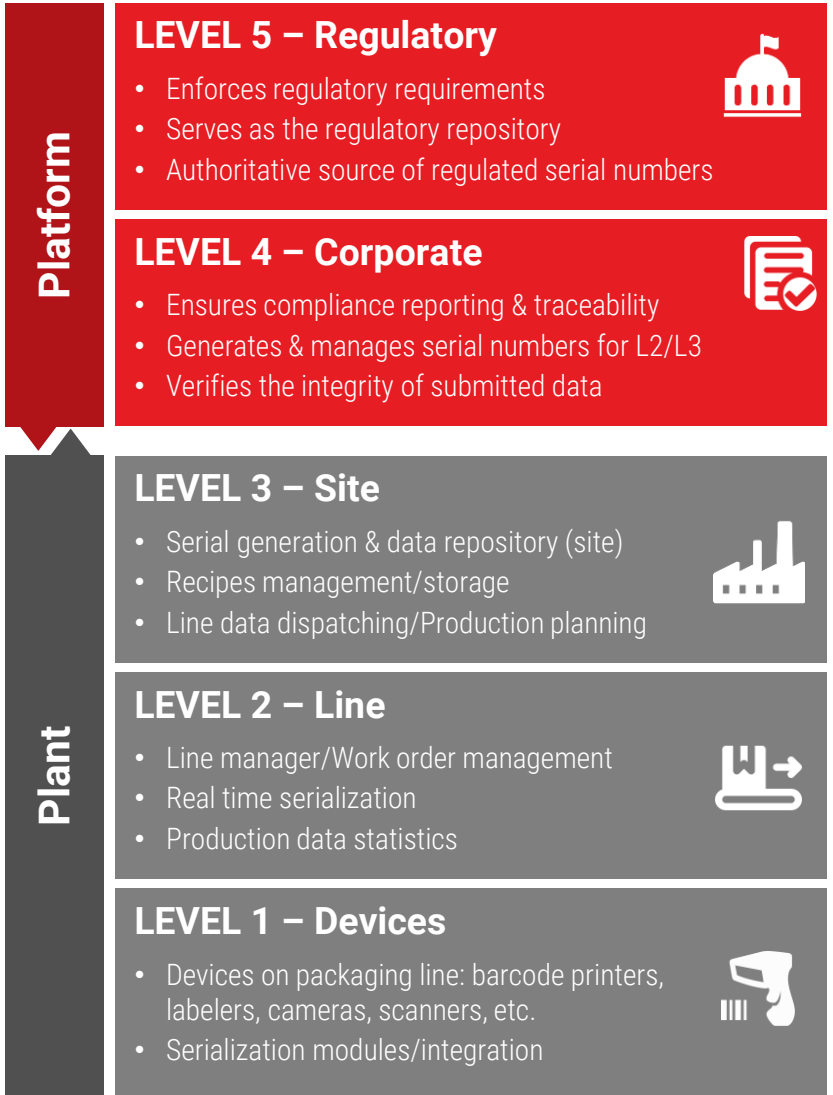 Platform
LEVEL 5 – Regulatory
• Enforces regulatory requirements
• Serves as the regulatory repository
• Authoritative source of regulated serial numbers
LEVEL 4 – Corporate
• Ensures compliance reporting & traceability
• Generates & manages serial numbers for L2/L3
• Verifies the integrity of submitted data
Plant
LEVEL 3 – Site
• Serial generation & data repository (site)
• Recipes management/storage
• Line data dispatching/Production planning
LEVEL 2 – Line
• Line manager/Work order management
• Real time serialization
• Production data statistics
LEVEL 1 – Devices
• Devices on packaging line: barcode printers,
labelers, cameras, scanners, etc.
• Serialization modules/integration